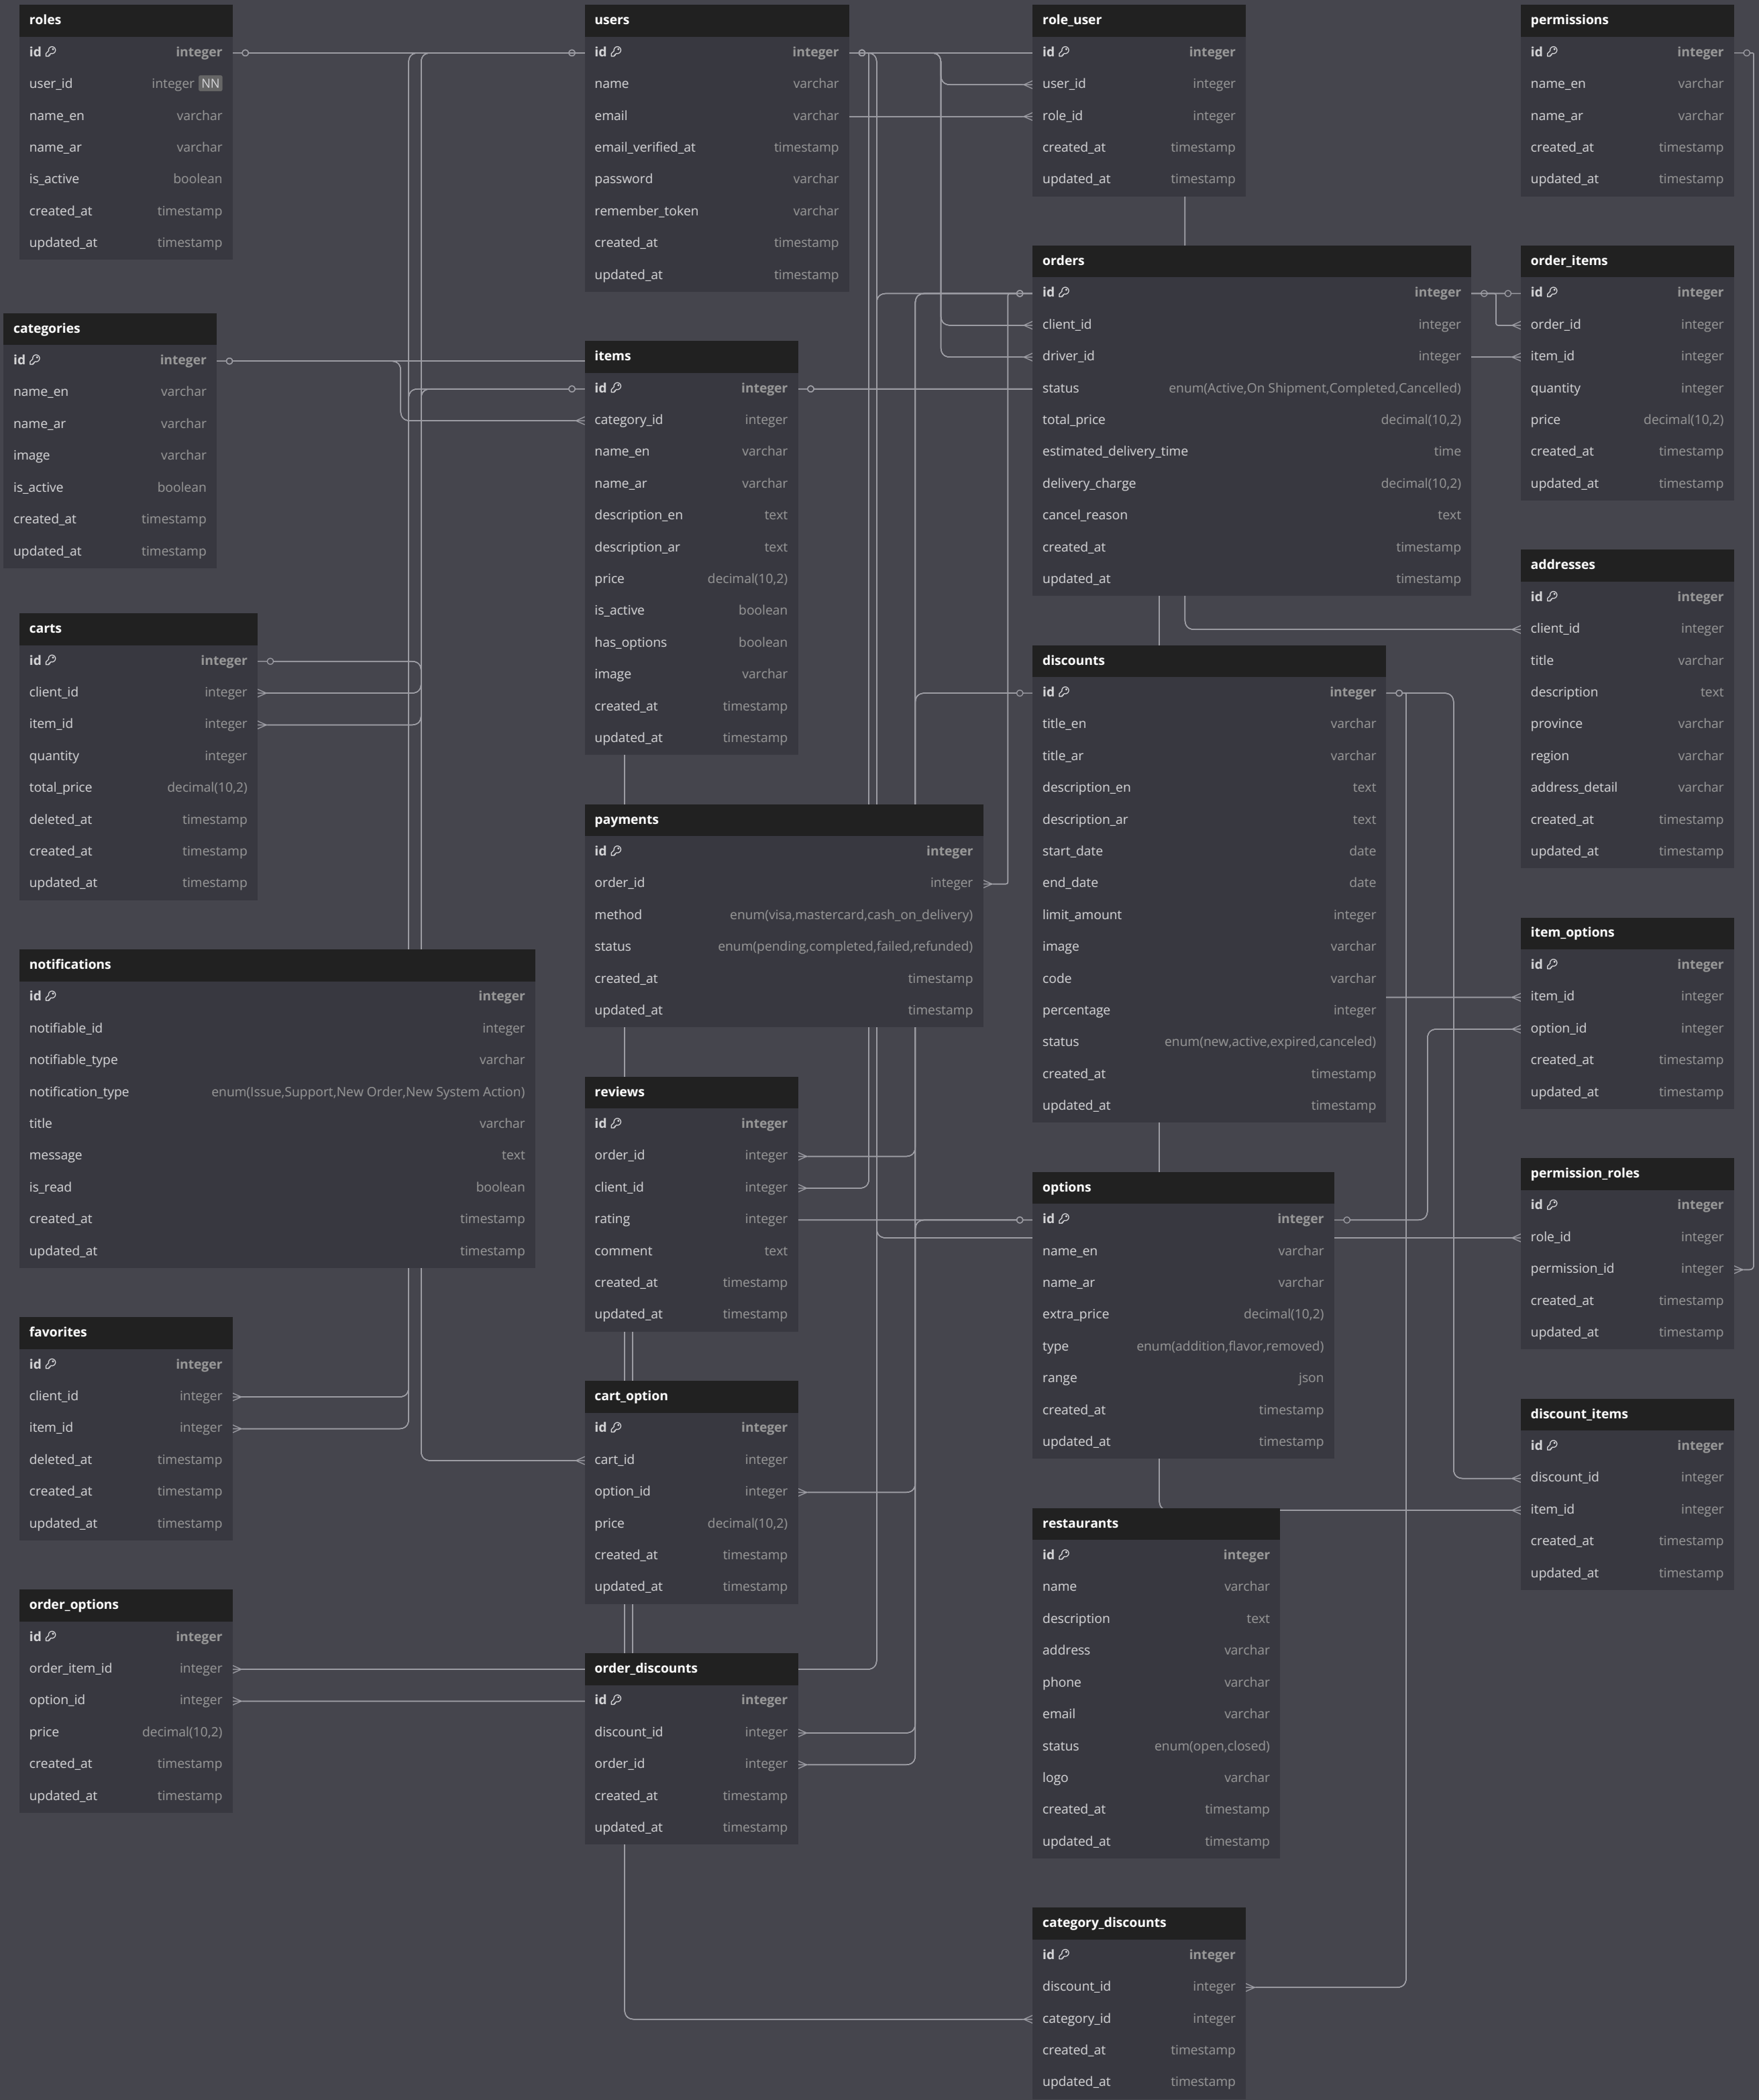 roles
id integer
user_id integer NN
name_en varchar
name_ar varchar
is_active boolean
created_at timestamp
updated_at timestamp
categories
id integer
name_en varchar
name_ar varchar
image varchar
is_active boolean
created_at timestamp
updated_at timestamp
carts
id integer
client_id integer
item_id integer
quantity integer
total_price decimal(10,2)
deleted_at timestamp
created_at timestamp
updated_at timestamp
notifications
id integer
notifiable_id integer
notifiable_type varchar
notification_type enum(Issue,Support,New Order,New System Action)
title varchar
message text
is_read boolean
created_at timestamp
updated_at timestamp
favorites
id integer
client_id integer
item_id integer
deleted_at timestamp
created_at timestamp
updated_at timestamp
order_options
id integer
order_item_id integer
option_id integer
price decimal(10,2)
created_at timestamp
updated_at timestamp
users
id integer
name varchar
email varchar
email_verified_at timestamp
password varchar
remember_token varchar
created_at timestamp
updated_at timestamp
items
id integer
category_id integer
name_en varchar
name_ar varchar
description_en text
description_ar text
price decimal(10,2)
is_active boolean
has_options boolean
image varchar
created_at timestamp
updated_at timestamp
payments
id integer
order_id integer
method enum(visa,mastercard,cash_on_delivery)
status enum(pending,completed,failed,refunded)
created_at timestamp
updated_at timestamp
reviews
id integer
order_id integer
client_id integer
rating integer
comment text
created_at timestamp
updated_at timestamp
cart_option
id integer
cart_id integer
option_id integer
price decimal(10,2)
created_at timestamp
updated_at timestamp
order_discounts
id integer
discount_id integer
order_id integer
created_at timestamp
updated_at timestamp
role_user
id integer
user_id integer
role_id integer
created_at timestamp
updated_at timestamp
orders
id integer
client_id integer
driver_id integer
status enum(Active,On Shipment,Completed,Cancelled)
total_price decimal(10,2)
estimated_delivery_time time
delivery_charge decimal(10,2)
cancel_reason text
created_at timestamp
updated_at timestamp
discounts
id integer
title_en varchar
title_ar varchar
description_en text
description_ar text
start_date date
end_date date
limit_amount integer
image varchar
code varchar
percentage integer
status enum(new,active,expired,canceled)
created_at timestamp
updated_at timestamp
options
id integer
name_en varchar
name_ar varchar
extra_price decimal(10,2)
type enum(addition,flavor,removed)
range json
created_at timestamp
updated_at timestamp
restaurants
id integer
name varchar
description text
address varchar
phone varchar
email varchar
status enum(open,closed)
logo varchar
created_at timestamp
updated_at timestamp
category_discounts
id integer
discount_id integer
category_id integer
created_at timestamp
updated_at timestamp
permissions
id integer
name_en varchar
name_ar varchar
created_at timestamp
updated_at timestamp
order_items
id integer
order_id integer
item_id integer
quantity integer
price decimal(10,2)
created_at timestamp
updated_at timestamp
addresses
id integer
client_id integer
title varchar
description text
province varchar
region varchar
address_detail varchar
created_at timestamp
updated_at timestamp
item_options
id integer
item_id integer
option_id integer
created_at timestamp
updated_at timestamp
permission_roles
id integer
role_id integer
permission_id integer
created_at timestamp
updated_at timestamp
discount_items
id integer
discount_id integer
item_id integer
created_at timestamp
updated_at timestamp